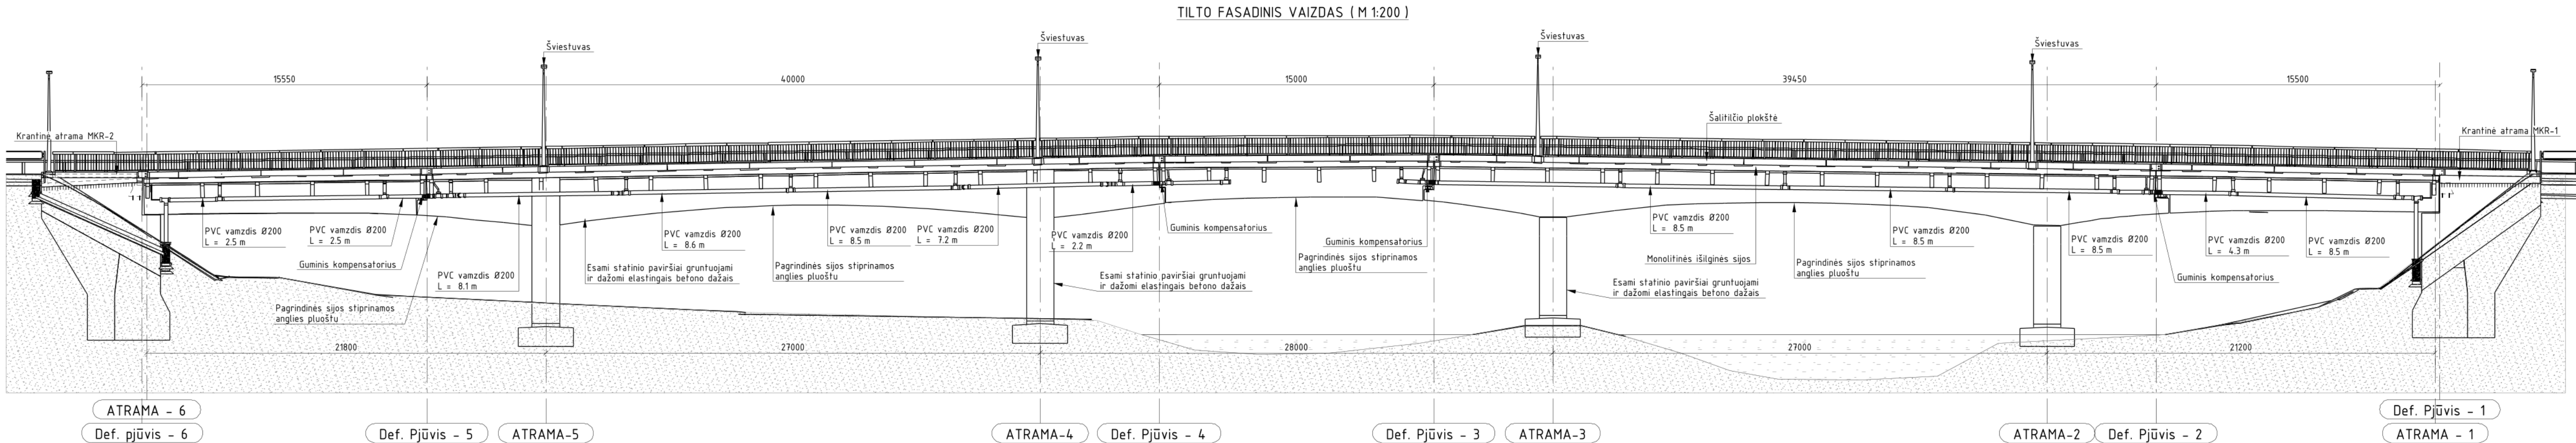 TILTO FASADINIS VAIZDAS ( M 1:200 )
Šviestuvas
Šviestuvas
Šviestuvas
Šviestuvas
15550
40000
15000
39450
15500
Krantinė atrama MKR-2
Šalitilčio plokštė
Krantinė atrama MKR-1
PVC vamzdis Ø200
L = 2.5 m
PVC vamzdis Ø200
L = 2.5 m
Guminis kompensatorius
PVC vamzdis Ø200
L = 8.1 m
Pagrindinės sijos stiprinamos
anglies pluoštu
PVC vamzdis Ø200
L = 8.6 m
Esami statinio paviršiai gruntuojami
ir dažomi elastingais betono dažais
Pagrindinės sijos stiprinamos
anglies pluoštu
PVC vamzdis Ø200
L = 8.5 m
PVC vamzdis Ø200
L = 7.2 m
PVC vamzdis Ø200
L = 2.2 m
Esami statinio paviršiai gruntuojami
ir dažomi elastingais betono dažais
Guminis kompensatorius
Pagrindinės sijos stiprinamos
anglies pluoštu
Guminis kompensatorius
Esami statinio paviršiai gruntuojami
ir dažomi elastingais betono dažais
PVC vamzdis Ø200
L = 8.5 m
Monolitinės išilginės sijos
Pagrindinės sijos stiprinamos
anglies pluoštu
PVC vamzdis Ø200
L = 8.5 m
PVC vamzdis Ø200
L = 8.5 m
Guminis kompensatorius
PVC vamzdis Ø200
L = 4.3 m
PVC vamzdis Ø200
L = 8.5 m
21800
27000
28000
27000
21200
ATRAMA - 6
Def. pjūvis - 6
Def. Pjūvis - 5
ATRAMA-5
ATRAMA-4
Def. Pjūvis - 4
Def. Pjūvis - 3
ATRAMA-3
ATRAMA-2
Def. Pjūvis - 2
Def. Pjūvis - 1
ATRAMA - 1